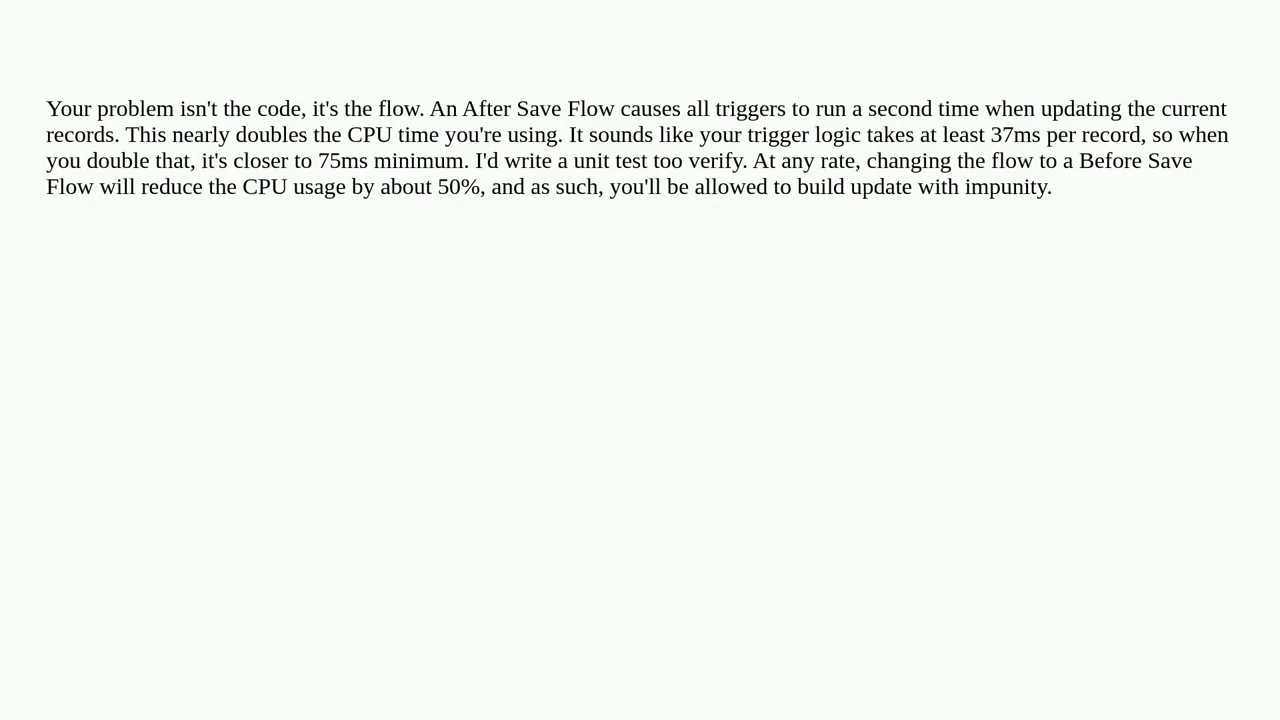 Your problem isn't the code, it's the flow. An After Save Flow causes all triggers to run a second time when updating the current
records. This nearly doubles the CPU time you're using. It sounds like your trigger logic takes at least 37ms per record, so when
you double that, it's closer to 75ms minimum. I'd write a unit test too verify. At any rate, changing the flow to a Before Save
Flow will reduce the CPU usage by about 50%, and as such, you'll be allowed to build update with impunity.